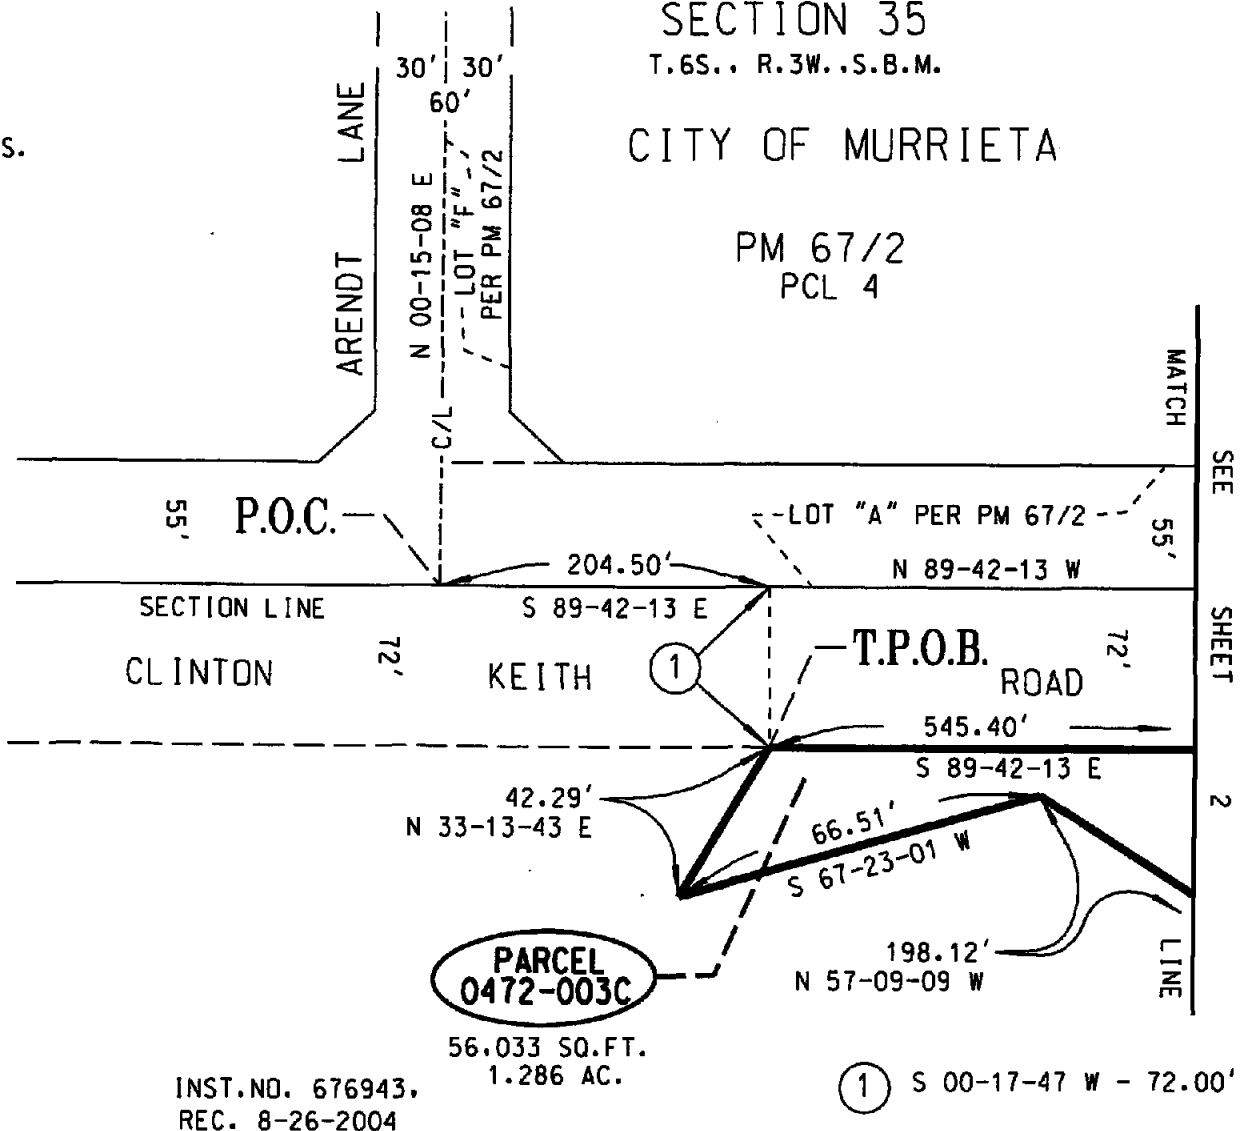 SECTION 35
T.6S., R.3W.,S.B.M.
CITY OF MURRIETA
PM 67/2
PCL 4
S.
30' 30'
60'
ARENDT LANE
N 00-15-08 E
LOT "F"
PER PM 67/2
C/L
MATCH
SEE
SHEET
2
LINE
55'
P.O.C.
LOT "A" PER PM 67/2
55'
204.50'
N 89-42-13 W
SECTION LINE
S 89-42-13 E
72'
CLINTON KEITH ROAD
1
T.P.O.B.
72'
545.40'
S 89-42-13 E
42.29'
N 33-13-43 E
66.51'
S 67-23-01 W
198.12'
N 57-09-09 W
PARCEL
0472-003C
56,033 SQ.FT.
1.286 AC.
INST.NO. 676943,
REC. 8-26-2004
1 S 00-17-47 W - 72.00'